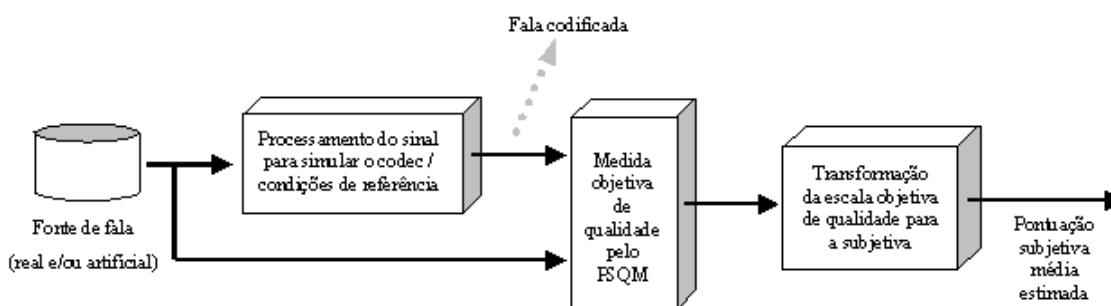 Fala codificada
Processamento do sinal
para simular o codec /
condições de referência
Fonte de fala
(real e/ou artificial)
Medida
objetiva
de
qualidade
pelo
PSQM
Transformação
da escala objetiva
de qualidade para
a subjetiva
Pontuação
subjetiva
média
estimada